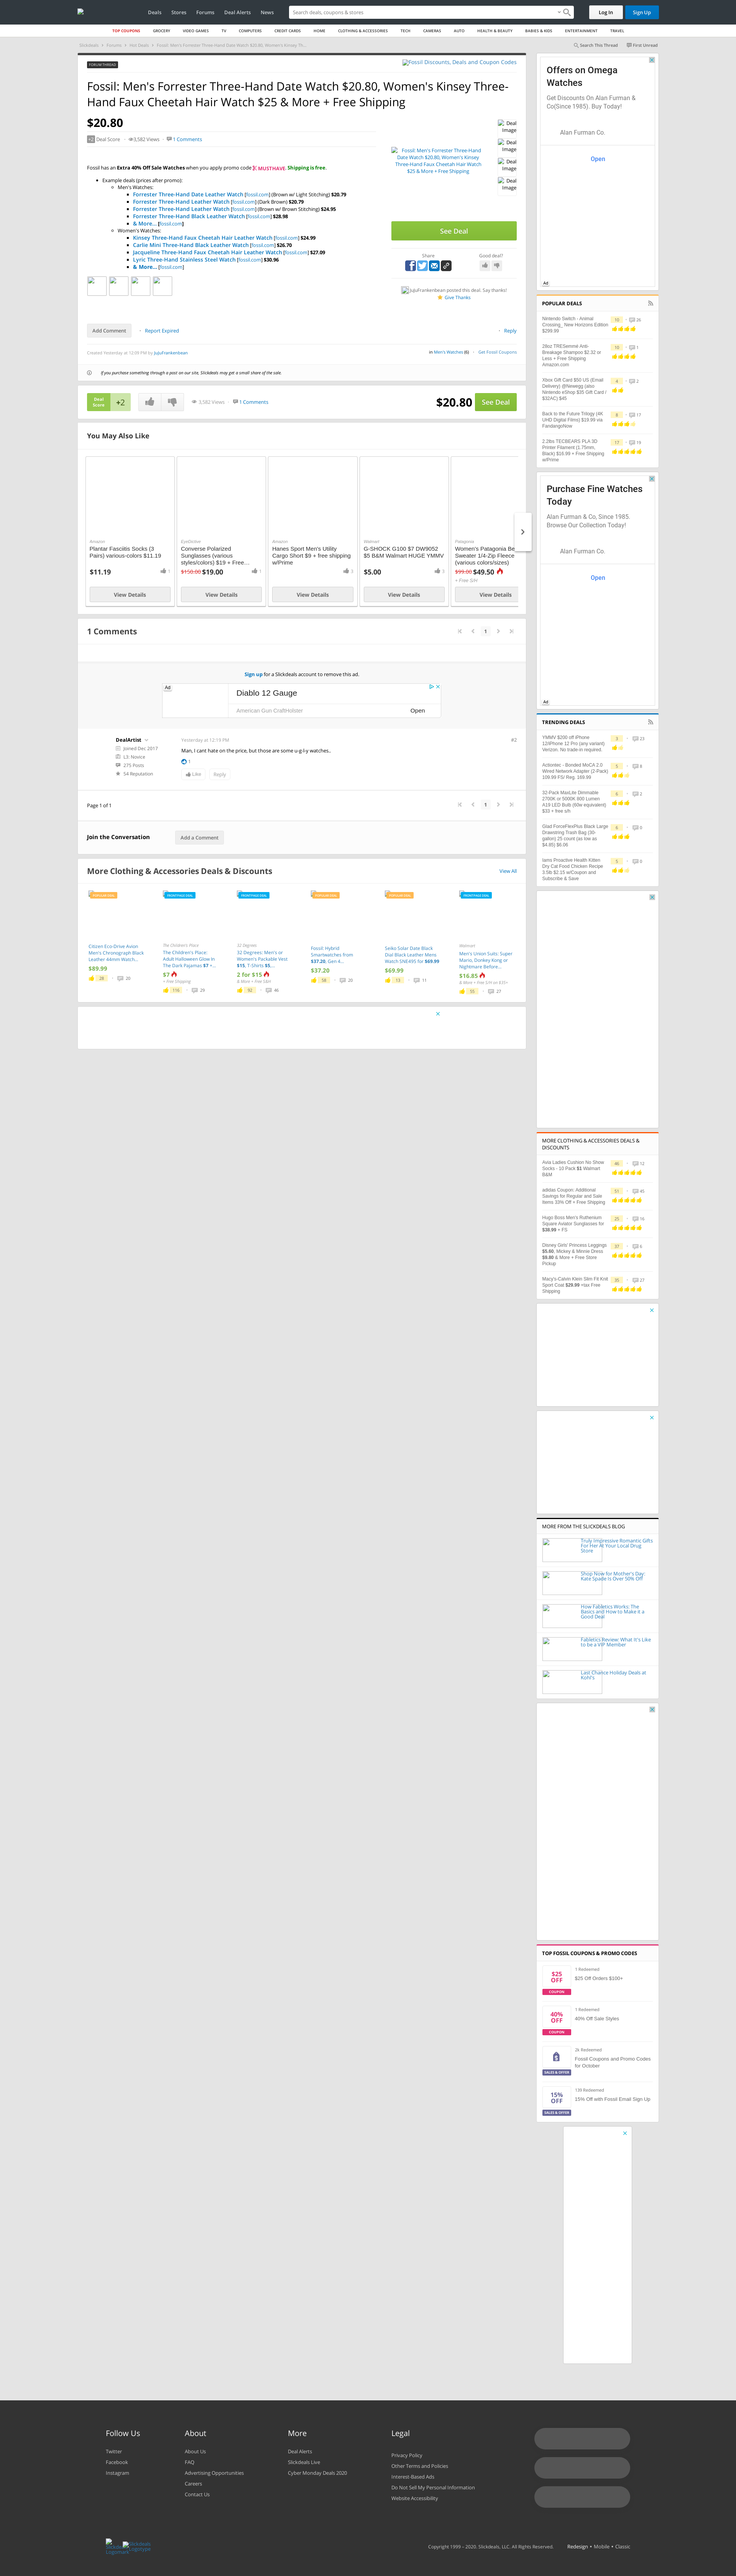 Deals Stores Forums Deal Alerts News
Search deals, coupons & stores
Log In Sign Up
TOP COUPONS GROCERY VIDEO GAMES TV COMPUTERS CREDIT CARDS HOME CLOTHING & ACCESSORIES TECH CAMERAS AUTO HEALTH & BEAUTY BABIES & KIDS ENTERTAINMENT TRAVEL
Slickdeals Forums Hot Deals Fossil: Men's Forrester Three-Hand Date Watch $20.80, Women's Kinsey Th...
Search This Thread First Unread
FORUM THREAD
Fossil Discounts, Deals and Coupon Codes
Fossil: Men's Forrester Three-Hand Date Watch $20.80, Women's Kinsey Three-
Hand Faux Cheetah Hair Watch $25 & More + Free Shipping
$20.80
+2 Deal Score 3,582 Views 1 Comments
Fossil has an Extra 40% Off Sale Watches when you apply promo code MUSTHAVE. Shipping is free.
Example deals (prices after promo):
Men's Watches:
Forrester Three-Hand Date Leather Watch [fossil.com] (Brown w/ Light Stitching) $20.79
Forrester Three-Hand Leather Watch [fossil.com] (Dark Brown) $20.79
Forrester Three-Hand Leather Watch [fossil.com] (Brown w/ Brown Stitching) $24.95
Forrester Three-Hand Black Leather Watch [fossil.com] $28.98
& More... [fossil.com]
Women's Watches:
Kinsey Three-Hand Faux Cheetah Hair Leather Watch [fossil.com] $24.99
Carlie Mini Three-Hand Black Leather Watch [fossil.com] $26.70
Jacqueline Three-Hand Faux Cheetah Hair Leather Watch [fossil.com] $27.09
Lyric Three-Hand Stainless Steel Watch [fossil.com] $30.96
& More... [fossil.com]
Fossil: Men's Forrester Three-Hand
Date Watch $20.80, Women's Kinsey
Three-Hand Faux Cheetah Hair Watch
$25 & More + Free Shipping
Deal
Image
Deal
Image
Deal
Image
Deal
Image
See Deal
Share
Good deal?
JujuFrankenbean posted this deal. Say thanks!
Give Thanks
Add Comment Report Expired Reply
Created Yesterday at 12:09 PM by JujuFrankenbean
in Men's Watches (6) Get Fossil Coupons
If you purchase something through a post on our site, Slickdeals may get a small share of the sale.
Deal
Score
+2
3,582 Views 1 Comments
$20.80 See Deal
You May Also Like
Amazon
Plantar Fasciitis Socks (3
Pairs) various-colors $11.19
$11.19 1
View Details
EyeDictive
Converse Polarized
Sunglasses (various
styles/colors) $19 + Free...
$150.00 $19.00 1
View Details
Amazon
Hanes Sport Men's Utility
Cargo Short $9 + free shipping
w/Prime
3
View Details
Walmart
G-SHOCK G100 $7 DW9052
$5 B&M Walmart HUGE YMMV
$5.00 3
View Details
Patagonia
Women's Patagonia Be
Sweater 1/4-Zip Fleece
(various colors/sizes)
$99.00 $49.50
+ Free S/H
View Details
1 Comments
1
Sign up for a Slickdeals account to remove this ad.
Ad
Diablo 12 Gauge
American Gun CraftHolster
Open
DealArtist
Joined Dec 2017
L3: Novice
275 Posts
54 Reputation
Yesterday at 12:19 PM
#2
Man, I cant hate on the price, but those are some u-g-l-y watches..
1
Like Reply
Page 1 of 1
1
Join the Conversation
Add a Comment
More Clothing & Accessories Deals & Discounts
View All
POPULAR DEAL
Citizen Eco-Drive Avion
Men's Chronograph Black
Leather 44mm Watch...
$89.99
28 20
FRONTPAGE DEAL
The Children's Place
The Children's Place:
Adult Halloween Glow In
The Dark Pajamas $7 +...
$7
+ Free Shipping
116 29
FRONTPAGE DEAL
32 Degrees
32 Degrees: Men's or
Women's Packable Vest
$15, T-Shirts $5,...
2 for $15
& More + Free S&H
POPULAR DEAL
Fossil Hybrid
Smartwatches from
$37.20, Gen 4...
$37.20
20
POPULAR DEAL
Seiko Solar Date Black
Dial Black Leather Mens
Watch SNE495 for $69.99
$69.99
13 11
FRONTPAGE DEAL
Walmart
Men's Union Suits: Super
Mario, Donkey Kong or
Nightmare Before...
$16.85
55 27
Offers on Omega
Watches
Get Discounts On Alan Furman &
Co(Since 1985). Buy Today!
Alan Furman Co.
Open
Ad
POPULAR DEALS
Nintendo Switch - Animal
Crossing_ New Horizons Edition
$299.99
10 26
28oz TRESemmé Anti-
Breakage Shampoo $2.32 or
Less + Free Shipping
Amazon.com
10 1
Xbox Gift Card $50 US (Email
Delivery) @Newegg (also
Nintendo eShop $35 Gift Card /
$32AC) $45
4 2
Back to the Future Trilogy (4K
UHD Digital Films) $19.99 via
FandangoNow
8 17
2.2lbs TECBEARS PLA 3D
Printer Filament (1.75mm,
Black) $16.99 + Free Shipping
w/Prime
17 19
Purchase Fine Watches
Today
Alan Furman & Co, Since 1985.
Browse Our Collection Today!
Alan Furman Co.
Open
Ad
TRENDING DEALS
YMMV $200 off iPhone
12/iPhone 12 Pro (any variant)
Verizon. No trade-in required.
3 23
Actiontec - Bonded MoCA 2.0
Wired Network Adapter (2-Pack)
109.99 FS/ Reg. 169.99
5 8
32-Pack MaxLite Dimmable
2700K or 5000K 800 Lumen
A19 LED Bulb (60w equivalent)
$33 + free s/h
6 2
Glad ForceFlexPlus Black Large
Drawstring Trash Bag (30-
gallon) 25 count (as low as
$4.85) $6.06
6 0
Iams Proactive Health Kitten
Dry Cat Food Chicken Recipe
3.5lb $2.15 w/Coupon and
Subscribe & Save
5 0
MORE CLOTHING & ACCESSORIES DEALS &
DISCOUNTS
Avia Ladies Cushion No Show
Socks - 10 Pack $1 Walmart
B&M
46 12
adidas Coupon: Additional
Savings for Regular and Sale
Items 33% Off + Free Shipping
51 45
Hugo Boss Men's Ruthenium
Square Aviator Sunglasses for
$39.99 + FS
25 16
Disney Girls' Princess Leggings
$5.60, Mickey & Minnie Dress
$9.80 & More + Free Store
Pickup
37 6
Macy's-Calvin Klein Slim Fit Knit
Sport Coat $29.99 +tax Free
Shipping
35 27
MORE FROM THE SLICKDEALS BLOG
Truly Impressive Romantic Gifts
For Her At Your Local Drug
Store
Shop Now for Mother's Day:
Kate Spade Is Over 50% Off
How Fabletics Works: The
Basics and How to Make it a
Good Deal
Fabletics Review: What It's Like
to be a VIP Member
Last Chance Holiday Deals at
Kohl's
TOP FOSSIL COUPONS & PROMO CODES
$25
OFF
COUPON
1 Redeemed
$25 Off Orders $100+
40%
OFF
COUPON
1 Redeemed
40% Off Sale Styles
SALES & OFFER
2k Redeemed
Fossil Coupons and Promo Codes
for October
15%
OFF
SALES & OFFER
138 Redeemed
15% Off with Fossil Email Sign Up
Follow Us
Twitter
Facebook
Instagram
About
About Us
FAQ
Advertising Opportunities
Careers
Contact Us
More
Deal Alerts
Slickdeals Live
Cyber Monday Deals 2020
Legal
Privacy Policy
Other Terms and Policies
Interest-Based Ads
Do Not Sell My Personal Information
Website Accessibility
Slickdeals
Logotype
Copyright 1999 - 2020. Slickdeals, LLC. All Rights Reserved. Redesign • Mobile • Classic